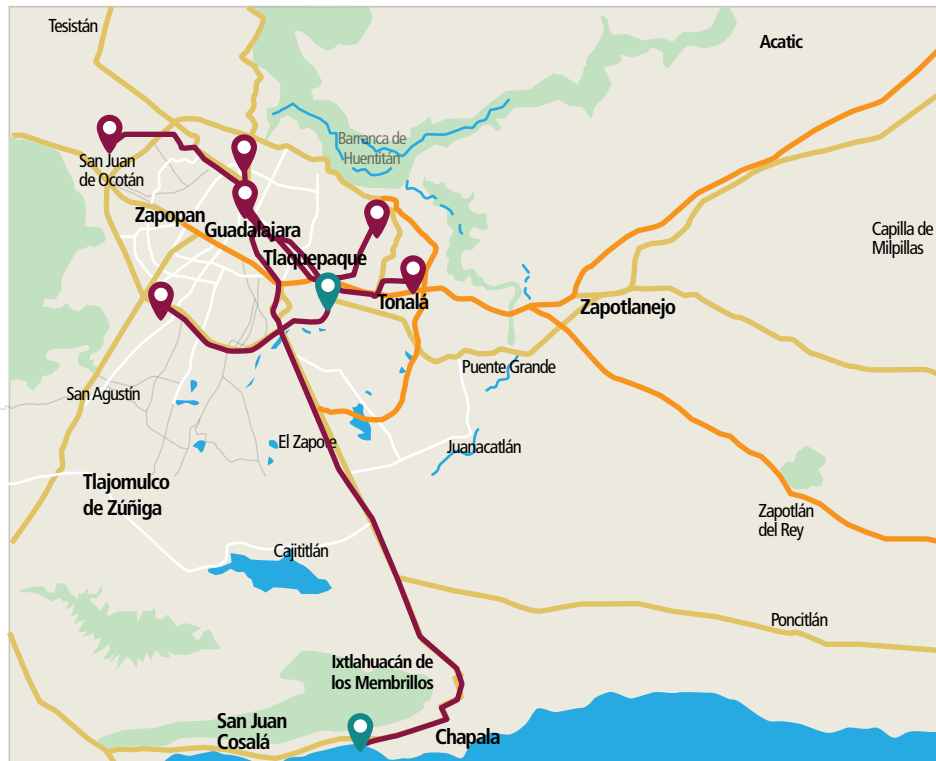 Tesistán
Acatic
Barranca de
Huentitán
San Juan
de Ocotán
Zapopan
Guadalajara
Capilla de
Milpillas
Tlaquepaque
Tonalá
Zapotlanejo
Puente Grande
San Agustín
El Zapote
Juanacatlán
Tlajomulco
de Zúñiga
Zapotlán
del Rey
Cajititlán
Poncitlán
Ixtlahuacán de
los Membrillos
San Juan
Cosalá
Chapala